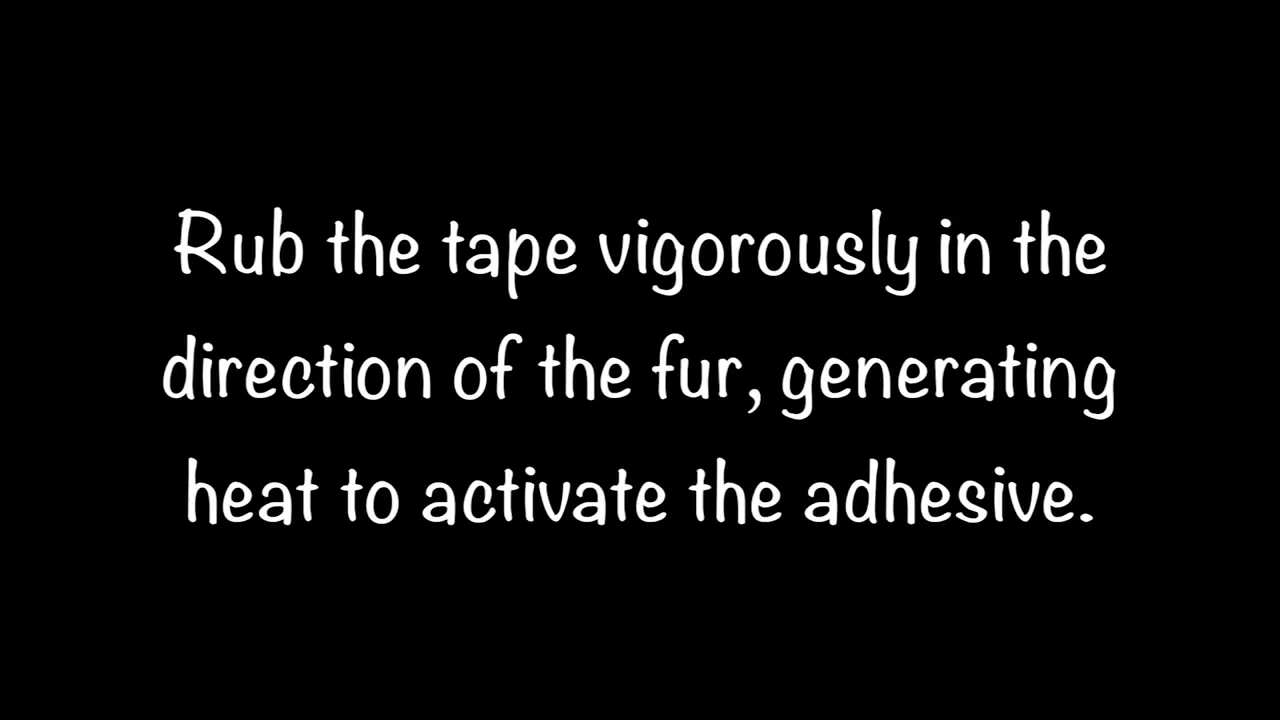 Rub the tape vigorously in the
direction of the fur, generating
heat to activate the adhesive.